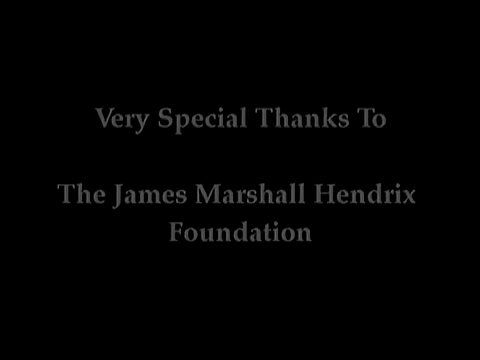 Very Special Thanks To
The James Marshall Hendrix
Foundation